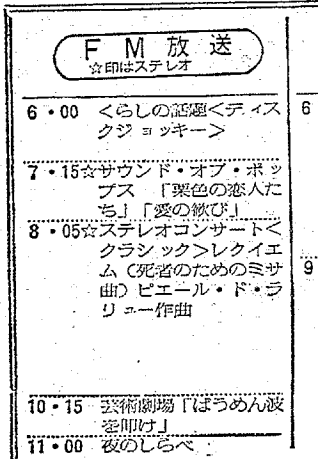 FM放送
☆印はステレオ
6・00 くらしの話題<ディス
クジョッキー>
7・15☆サウンド・オブ・ポッ
プス 「栗色の恋人た
ち」「愛の歓び」
8・05☆ステレオコンサート<
クラシック>レクイエ
ム(死者のためのミサ
曲)ピエール・ド・ラ
リュー作曲
10・15 芸術劇場「ばうめん波
を叩け」
11・00 夜のしらべ
6
9